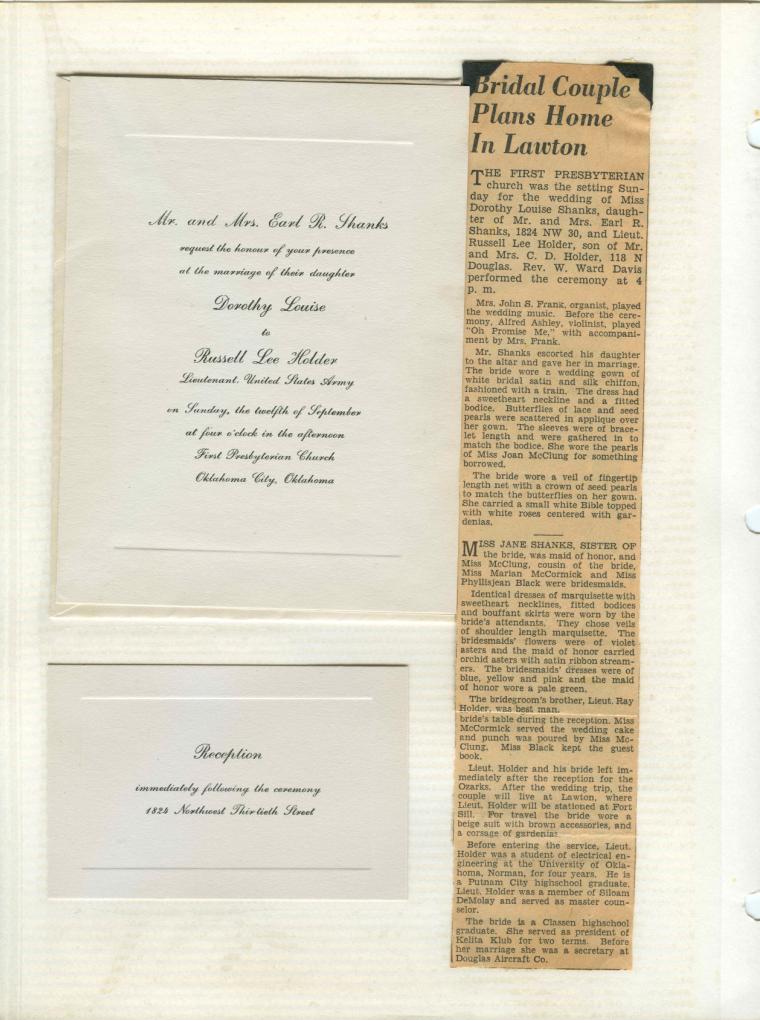 Mr. and Mrs. Earl R. Shanks
request the honour of your presence
at the marriage of their daughter
Dorothy Louise
to
Russell Lee Holder
Lieutenant, United States Army
on Sunday, the twelfth of September
at four o'clock in the afternoon
First Presbyterian Church
Oklahoma City, Oklahoma
Reception
immediately following the ceremony
1824 Northwest Thirtieth Street
Bridal Couple
Plans Home
In Lawton
THE FIRST PRESBYTERIAN
church was the setting Sun-
day for the wedding of Miss
Dorothy Louise Shanks, daugh-
ter of Mr. and Mrs. Earl R.
Shanks, 1824 NW 30, and Lieut.
Russell Lee Holder, son of Mr.
and Mrs. C. D. Holder, 118 N
Douglas. Rev. W. Ward Davis
performed the ceremony at 4
p. m.
Mrs. John S. Frank, organist, played
the wedding music. Before the cere-
mony, Alfred Ashley, violinist, played
"Oh Promise Me," with accompani-
ment by Mrs. Frank.
Mr. Shanks escorted his daughter
to the altar and gave her in marriage.
The bride wore a wedding gown of
white bridal satin and silk chiffon,
fashioned with a train. The dress had
a sweetheart neckline and a fitted
bodice. Butterflies of lace and seed
pearls were scattered in applique over
her gown. The sleeves were of brace-
let length and were gathered in to
match the bodice. She wore the pearls
of Miss Joan McClung for something
borrowed.
The bride wore a veil of fingertip
length net with a crown of seed pearls
to match the butterflies on her gown.
She carried a small white Bible topped
with white roses centered with gar-
denias.
MISS JANE SHANKS, SISTER OF
the bride, was maid of honor, and
Miss McClung, cousin of the bride,
Miss Marian McCormick and Miss
Phyllisjean Black were bridesmaids.
Identical dresses of marquisette with
sweetheart necklines, fitted bodices
and bouffant skirts were worn by the
bride's attendants. They chose veils
of shoulder length marquisette. The
bridesmaids' flowers were of violet
asters and the maid of honor carried
orchid asters with satin ribbon stream-
ers. The bridesmaids' dresses were of
blue, yellow and pink and the maid
of honor wore a pale green.
The bridegroom's brother, Lieut. Ray
Holder, was best man.
bride's table during the reception. Miss
McCormick served the wedding cake
and punch was poured by Miss Mc-
Clung. Miss Black kept the guest
book.
Lieut. Holder and his bride left im-
mediately after the reception for the
Ozarks. After the wedding trip, the
couple will live at Lawton, where
Lieut. Holder will be stationed at Fort
Sill. For travel the bride wore a
beige suit with brown accessories, and
a corsage of gardenias
Before entering the service, Lieut.
Holder was a student of electrical en-
gineering at the University of Okla-
homa, Norman, for four years. He is
a Putnam City highschool graduate.
Lieut. Holder was a member of Siloam
DeMolay and served as master coun-
selor.
The bride is a Classen highschool
graduate. She served as president of
Kelita Klub for two terms. Before
her marriage she was a secretary at
Douglas Aircraft Co.